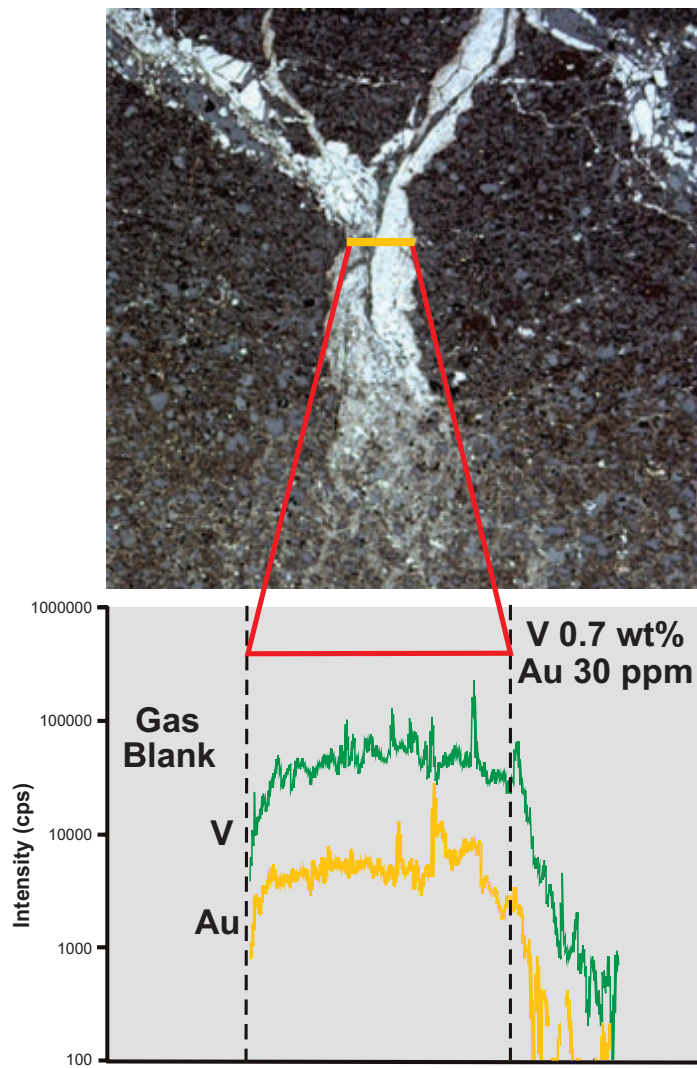 1000000
V 0.7 wt%
Au 30 ppm
100000
Gas
Blank
10000
V
Au
1000
100
Intensity (cps)